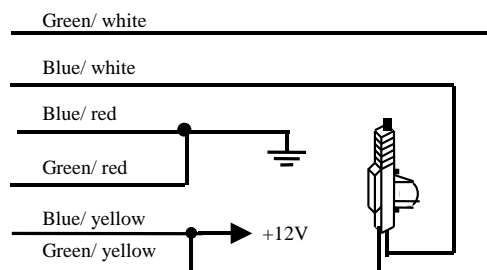 Green/ white
Blue/ white
Blue/ red
Green/ red
Blue/ yellow
+12V
Green/ yellow